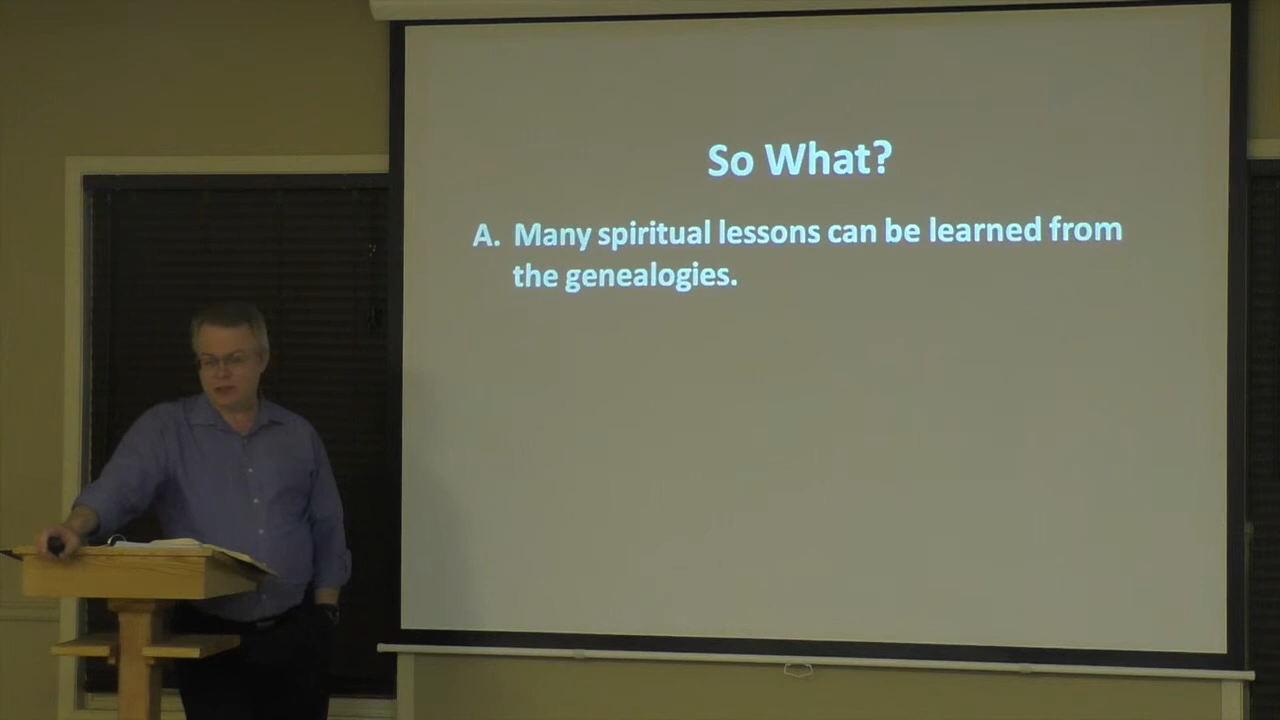 So What?
A. Many spiritual lessons can be learned from
the genealogies.